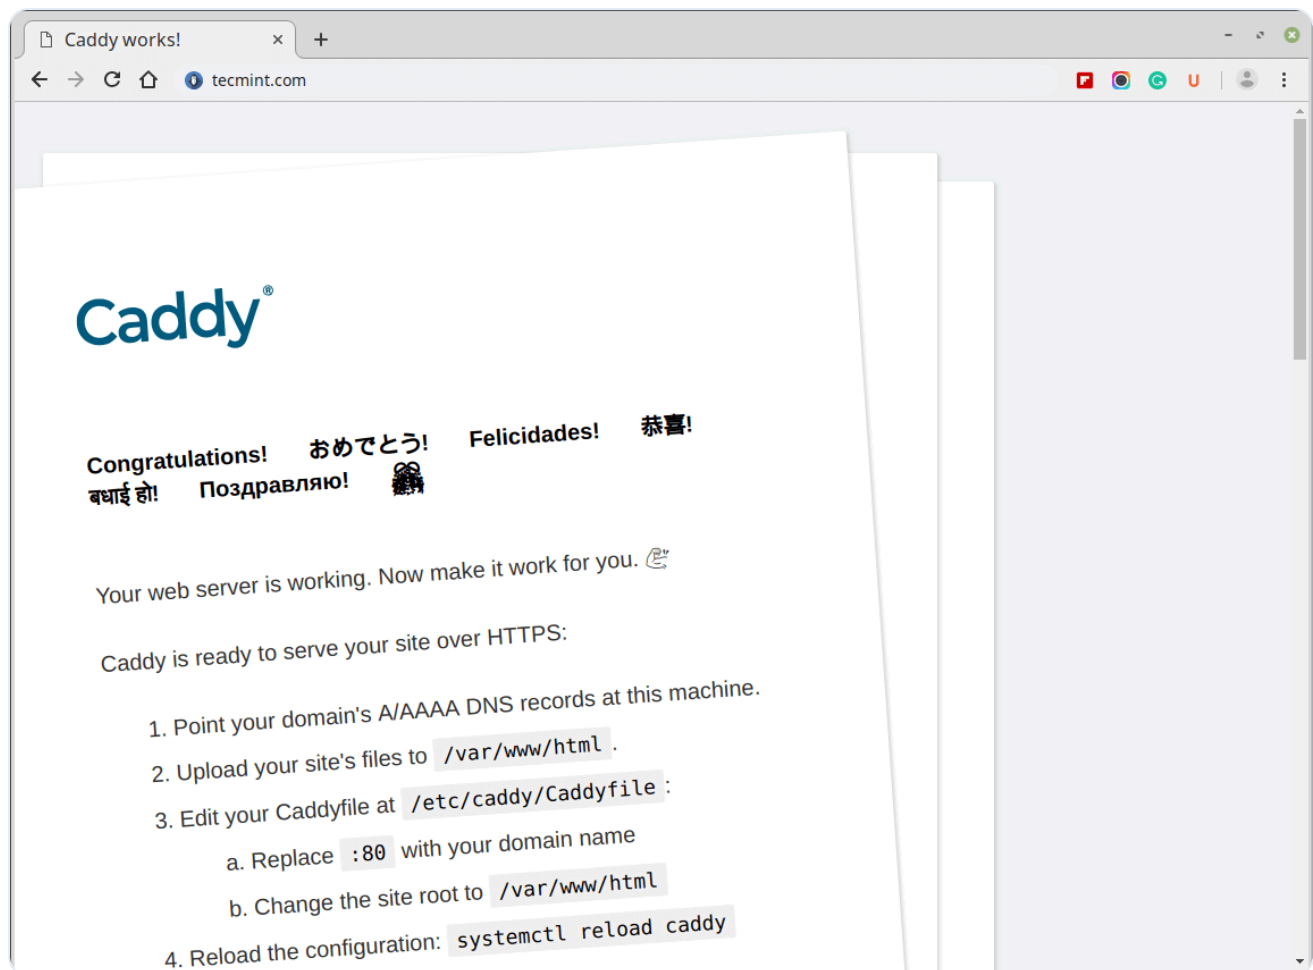 Caddy works!
tecmint.com
Caddy®
Congratulations! おめでとう! Felicidades! 恭喜!
बधाई हो! Поздравляю!
Your web server is working. Now make it work for you.
Caddy is ready to serve your site over HTTPS:
1. Point your domain's A/AAAA DNS records at this machine.
2. Upload your site's files to /var/www/html .
3. Edit your Caddyfile at /etc/caddy/Caddyfile :
a. Replace :80 with your domain name
b. Change the site root to /var/www/html
4. Reload the configuration: systemctl reload caddy